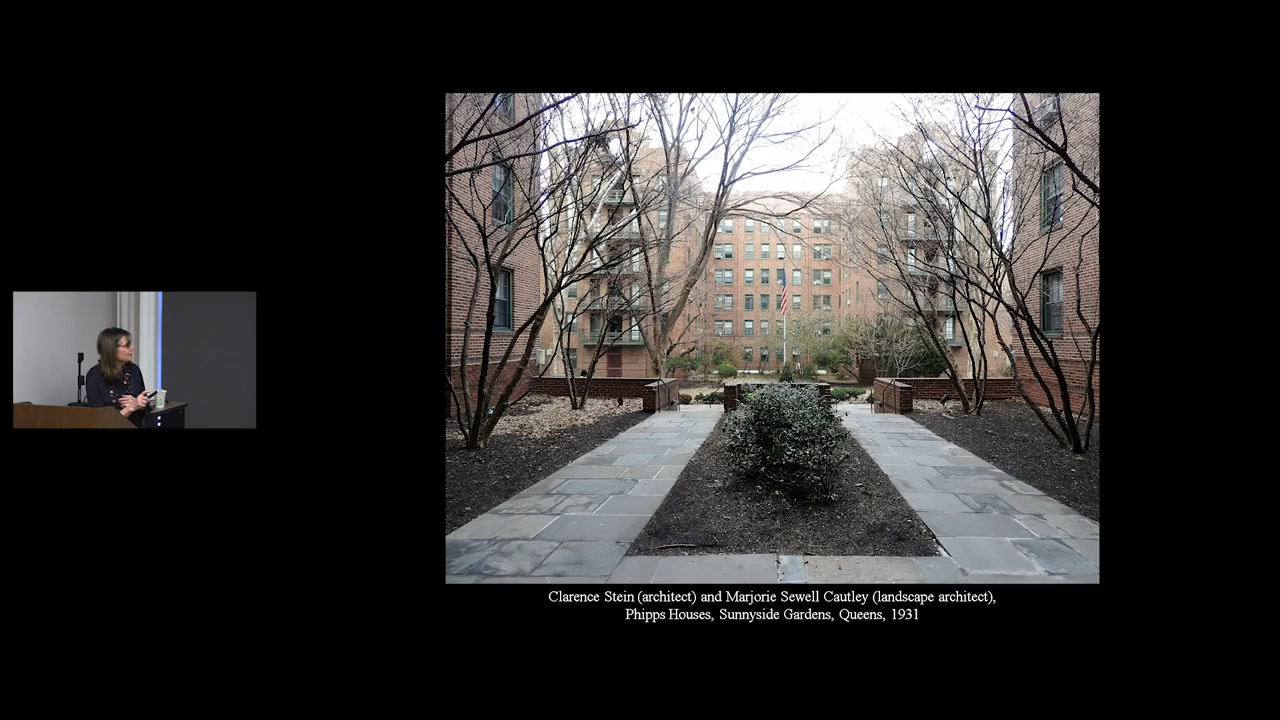 Clarence Stein (architect) and Marjorie Sewell Cautley (landscape architect),
Phipps Houses, Sunnyside Gardens, Queens, 1931